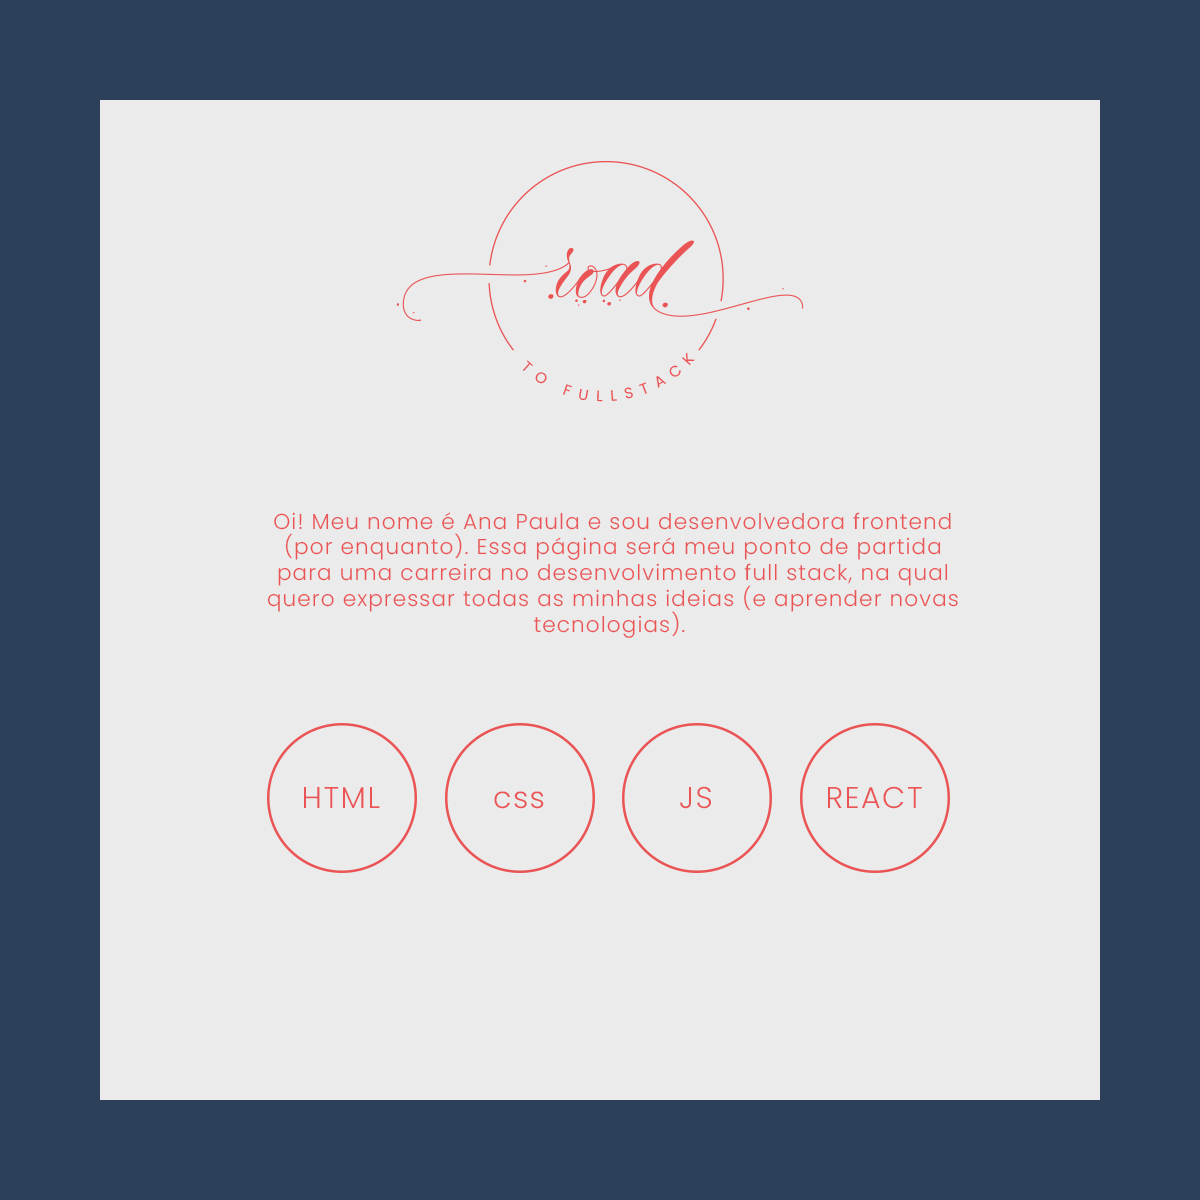 road
TO FULLSTACK
Oi! Meu nome é Ana Paula e sou desenvolvedora frontend
(por enquanto). Essa página será meu ponto de partida
para uma carreira no desenvolvimento full stack, na qual
quero expressar todas as minhas ideias (e aprender novas
tecnologias).
HTML
css
JS
REACT